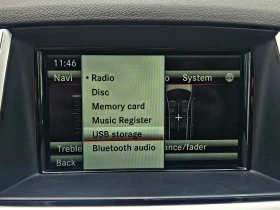 11:46
Navi
o
System
• Radio
Disc
Memory card
Music Register
USB storage
Bluetooth audio
Treble
ance/fader
Back